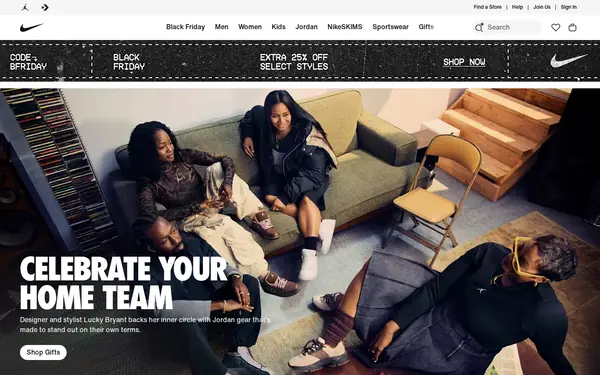 Find a Store | Help | Join Us | Sign In
Black Friday Men Women Kids Jordan NikeSKIMS Sportswear Gifts Search
CODE: BFRIDAY
BLACK FRIDAY
EXTRA 25% OFF SELECT STYLES
SHOP NOW
CELEBRATE YOUR
HOME TEAM
Designer and stylist Lucky Bryant backs her inner circle with Jordan gear that's
made to stand out on their own terms.
Shop Gifts